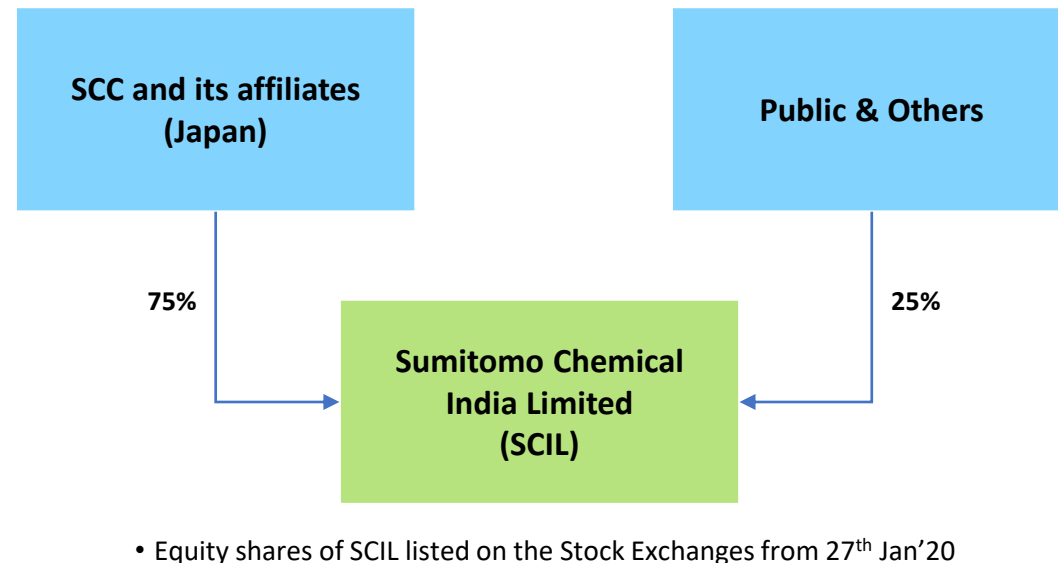 SCC and its affiliates
(Japan)
Public & Others
75%
25%
Sumitomo Chemical
India Limited
(SCIL)
• Equity shares of SCIL listed on the Stock Exchanges from 27th Jan'20